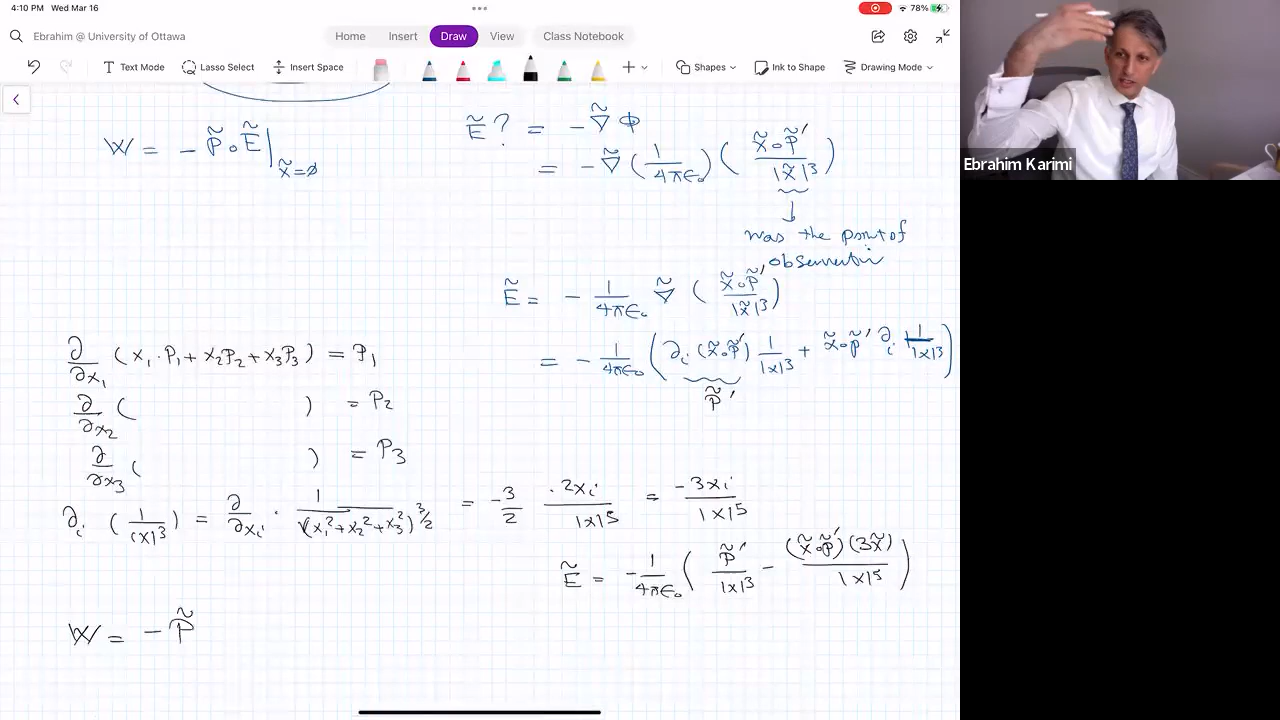 4:10 PM Wed Mar 16
78%
Ebrahim @ University of Ottawa
Home Insert Draw View Class Notebook
Text Mode Lasso Select Insert Space Shapes Ink to Shape Drawing Mode
W = - P̃ ∘ Ẽ |x̃=0
Ẽ ? = - ∇̃ Φ
= - ∇̃ (1/4πϵ₀) (x̃∘P̃'/|x̃|³)
↓
was the point of
observation
Ẽ = - 1/4πϵ₀ ∇̃ (x̃∘P̃'/|x̃|³)
= - 1/4πϵ₀ (∂i (x̃∘P̃') 1/|x|³ + x̃∘P̃' ∂i 1/|x|³)
P̃'
∂/∂x₁ (x₁·P₁ + x₂P₂ + x₃P₃) = P₁
∂/∂x₂ ( ) = P₂
∂/∂x₃ ( ) = P₃
∂i (1/|x|³) = ∂/∂xi · 1/(x₁²+x₂²+x₃²)^3/2 = -3/2 ·2xi/|x|⁵ = -3xi/|x|⁵
Ẽ = -1/4πϵ₀ (P̃'/|x|³ - (x̃∘P̃')(3x̃)/|x|⁵)
W = - P̃
Ebrahim Karimi